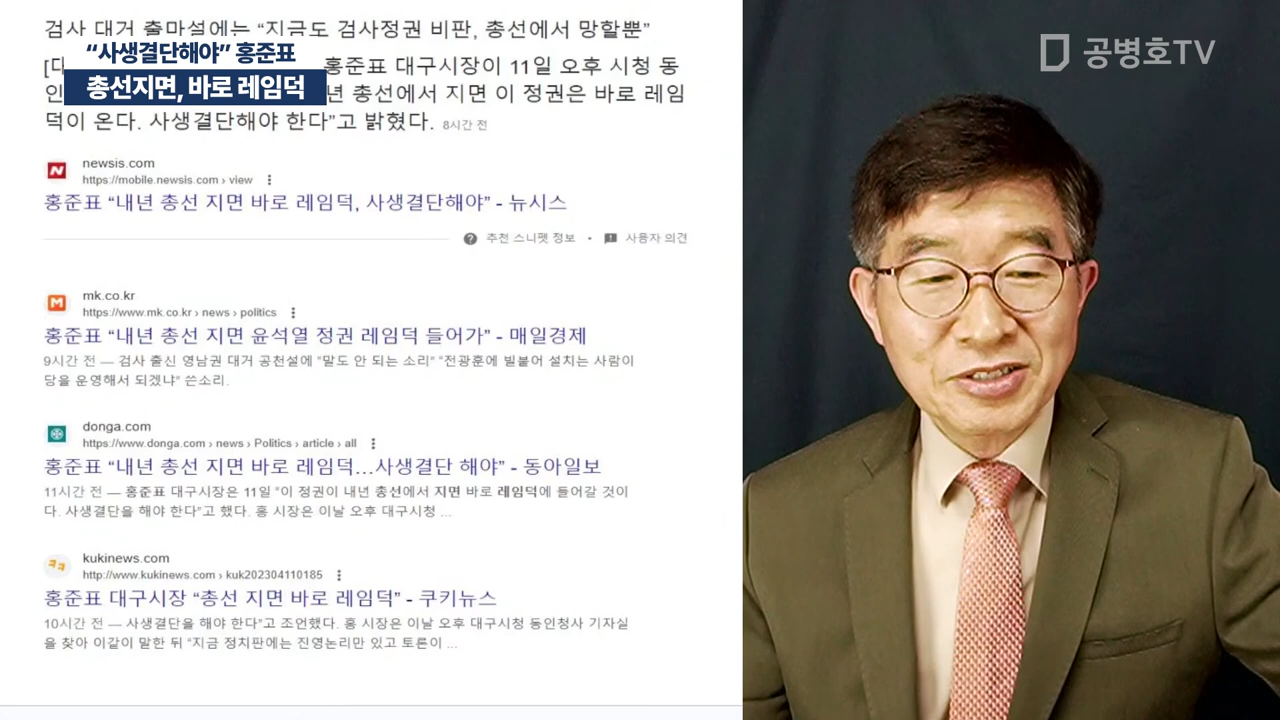 검사 대거 출마설에는 “지금도 검사정권 비판, 총선에서 망할뿐”
“사생결단해야” 홍준표
총선지면, 바로 레임덕
홍준표 대구시장이 11일 오후 시청 동
인 년 총선에서 지면 이 정권은 바로 레임
덕이 온다. 사생결단해야 한다”고 밝혔다. 8시간 전
newsis.com
https://mobile.newsis.com › view
홍준표 “내년 총선 지면 바로 레임덕, 사생결단해야” - 뉴시스
추천 스니펫 정보 • 사용자 의견
mk.co.kr
https://www.mk.co.kr › news › politics
홍준표 “내년 총선 지면 윤석열 정권 레임덕 들어가” - 매일경제
9시간 전 — 검사 출신 영남권 대거 공천설에 “말도 안 되는 소리” “전광훈에 빌붙어 설치는 사람이
당을 운영해서 되겠냐” 쓴소리.
donga.com
https://www.donga.com › news › Politics › article › all
홍준표 “내년 총선 지면 바로 레임덕…사생결단 해야” - 동아일보
11시간 전 — 홍준표 대구시장은 11일 “이 정권이 내년 총선에서 지면 바로 레임덕에 들어갈 것이
다. 사생결단을 해야 한다”고 했다. 홍 시장은 이날 오후 대구시청 ...
kukinews.com
http://www.kukinews.com › kuk202304110185
홍준표 대구시장 “총선 지면 바로 레임덕” - 쿠키뉴스
10시간 전 — 사생결단을 해야 한다”고 조언했다. 홍 시장은 이날 오후 대구시청 동인청사 기자실
을 찾아 이같이 말한 뒤 “지금 정치판에는 진영논리만 있고 토론이 ...
공병호TV